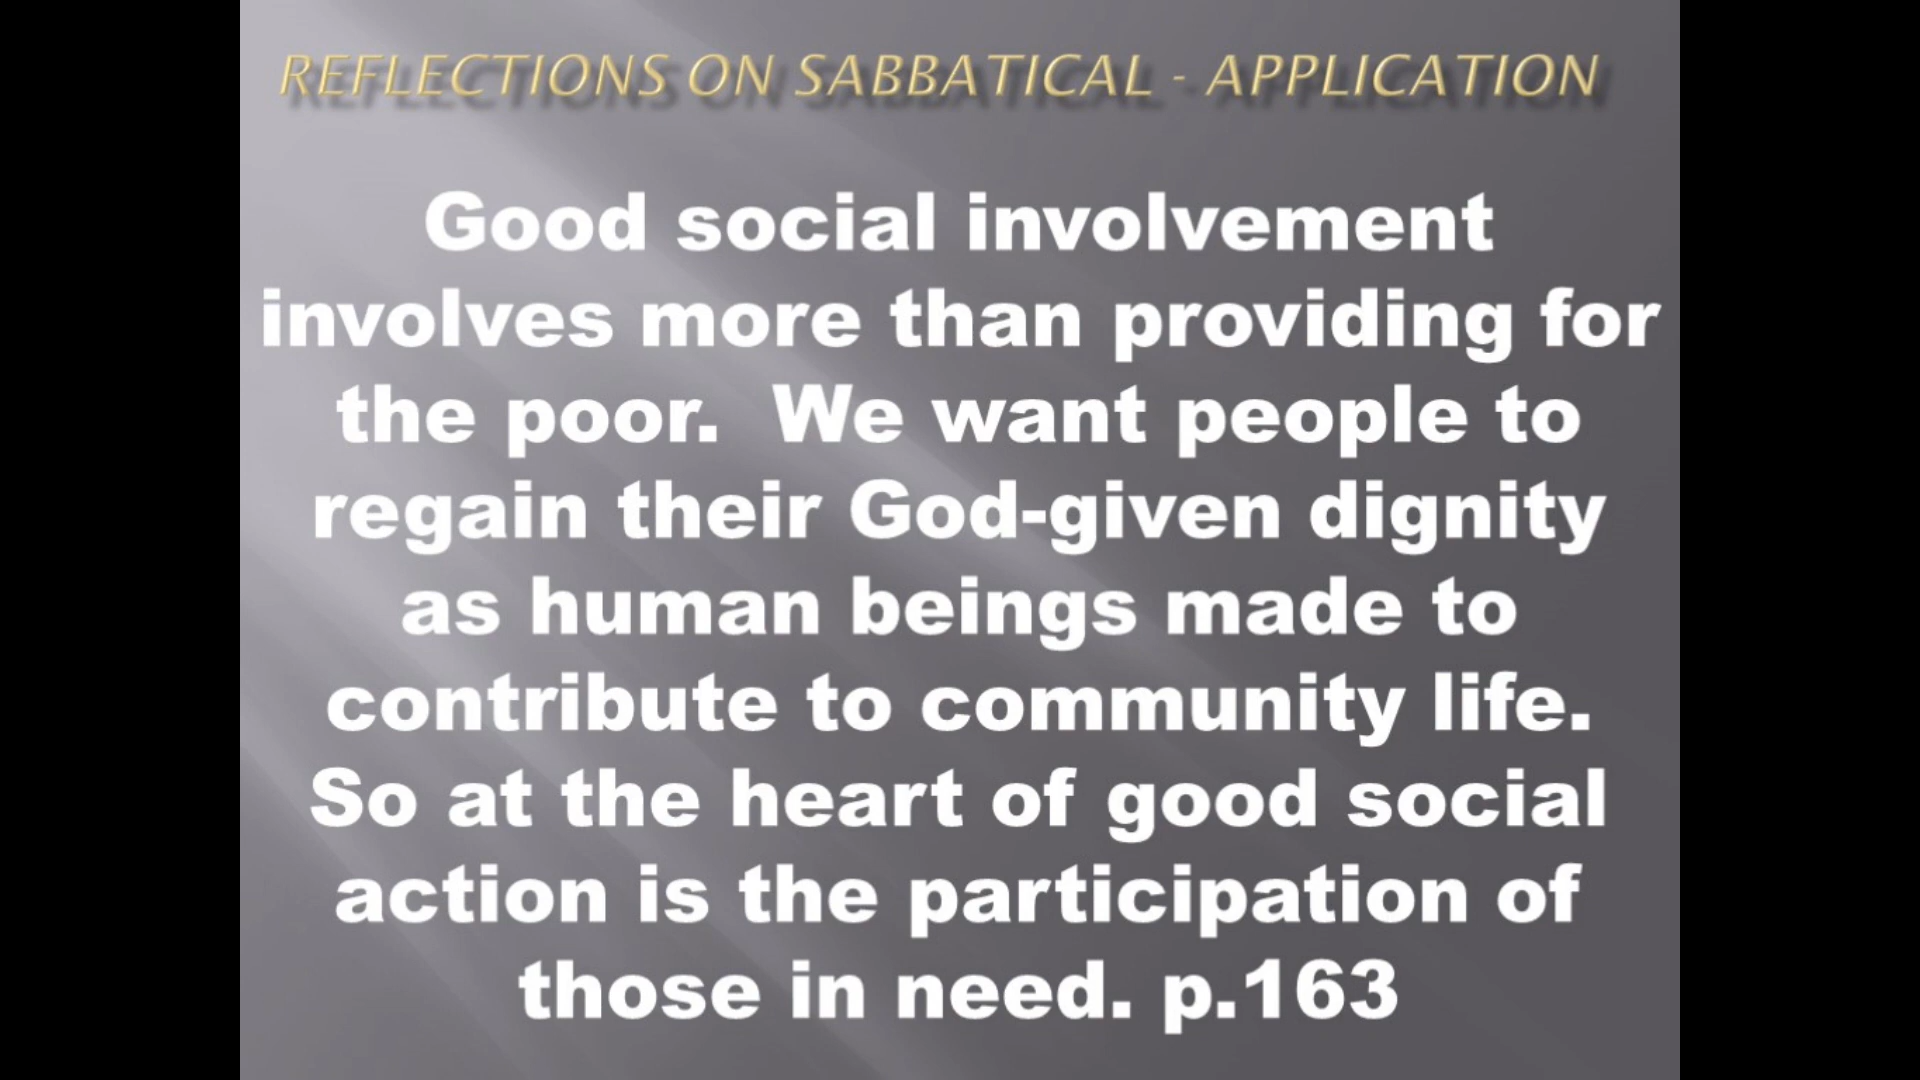 REFLECTIONS ON SABBATICAL - APPLICATION
Good social involvement
involves more than providing for
the poor.  We want people to
regain their God-given dignity
as human beings made to
contribute to community life.
So at the heart of good social
action is the participation of
those in need. p.163